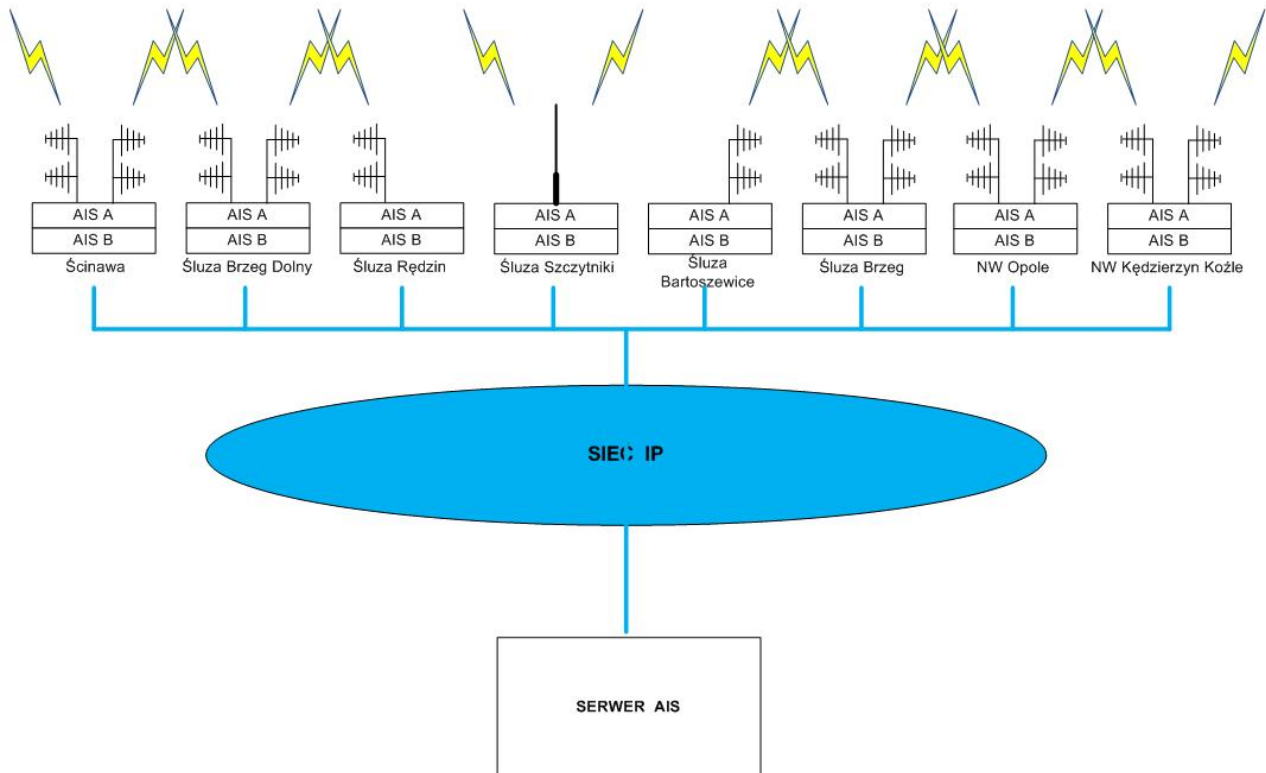 AIS A
AIS B
Ścinawa
AIS A
AIS B
Śluza Brzeg Dolny
AIS A
AIS B
Śluza Rędzin
AIS A
AIS B
Śluza Szczytniki
AIS A
AIS B
Śluza
Bartoszewice
AIS A
AIS B
Śluza Brzeg
AIS A
AIS B
NW Opole
AIS A
AIS B
NW Kędzierzyn Koźle
SIEĆ IP
SERWER AIS